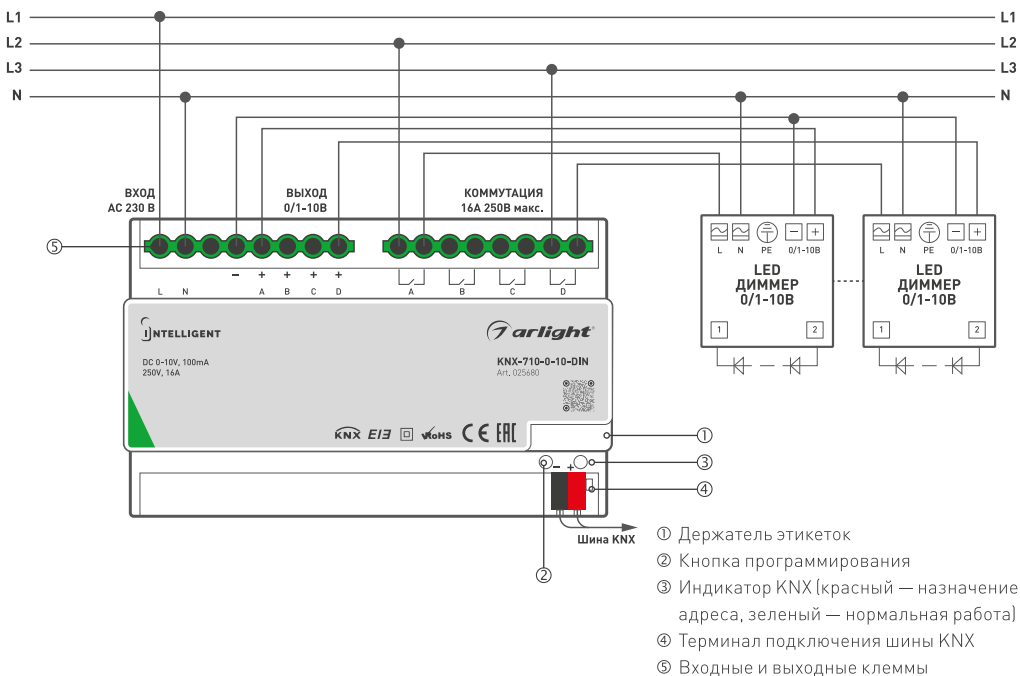 L1 L1
L2 L2
L3 L3
N N
ВХОД
AC 230 В
ВЫХОД
0/1-10В
КОММУТАЦИЯ
16А 250В макс.
⑤
− + + + +
L N A B C D A B C D
INTELLIGENT
arlight
DC 0-10V, 100mA
250V, 16A
KNX-710-0-10-DIN
Art. 025680
KNX EIB RoHS CE EAC
L N PE 0/1-10В
− +
LED
ДИММЕР
0/1-10В
1 2
L N PE 0/1-10В
− +
LED
ДИММЕР
0/1-10В
1 2
①
− +
③
④
Шина KNX
②
① Держатель этикеток
② Кнопка программирования
③ Индикатор KNX (красный — назначение
адреса, зеленый — нормальная работа)
④ Терминал подключения шины KNX
⑤ Входные и выходные клеммы